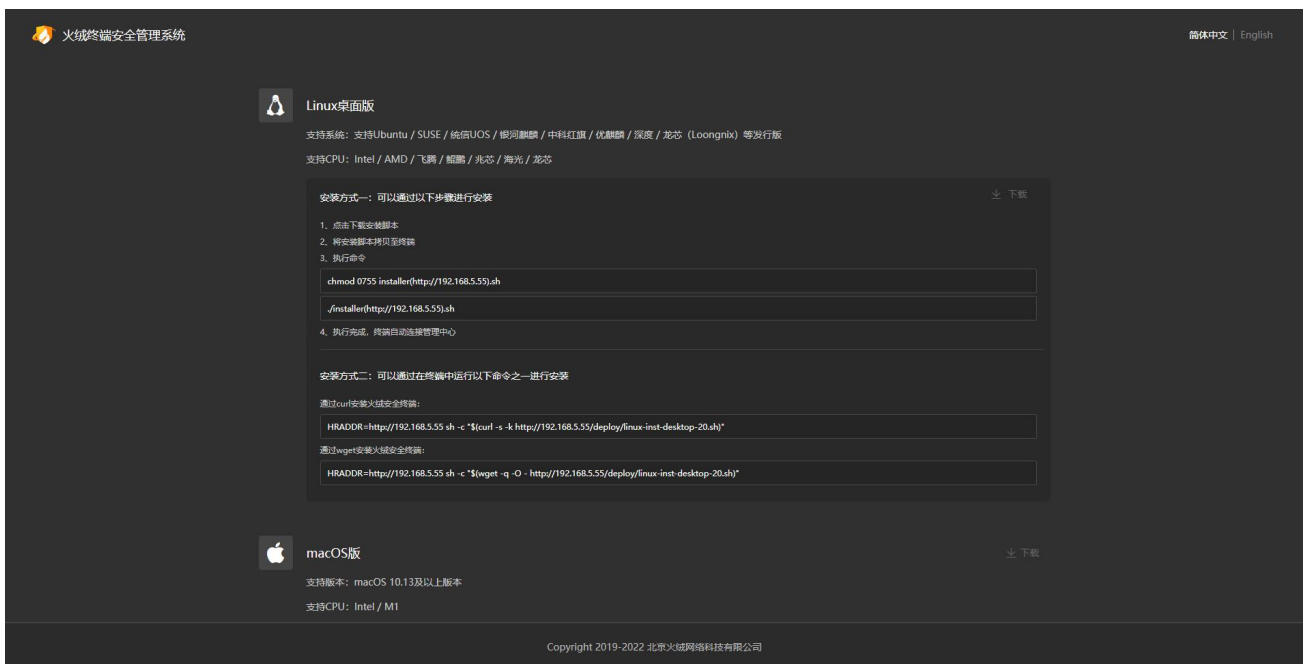 火绒终端安全管理系统
简体中文 | English
Linux桌面版
支持系统：支持Ubuntu / SUSE / 统信UOS / 银河麒麟 / 中科红旗 / 优麒麟 / 深度 / 龙芯（Loongnix）等发行版
支持CPU：Intel / AMD / 飞腾 / 鲲鹏 / 兆芯 / 海光 / 龙芯
安装方式一：可以通过以下步骤进行安装
下载
1、点击下载安装脚本
2、将安装脚本拷贝至终端
3、执行命令
chmod 0755 installer(http://192.168.5.55).sh
./installer(http://192.168.5.55).sh
4、执行完成，终端自动连接管理中心
安装方式二：可以通过在终端中运行以下命令之一进行安装
通过curl安装火绒安全终端：
HRADDR=http://192.168.5.55 sh -c "$(curl -s -k http://192.168.5.55/deploy/linux-inst-desktop-20.sh)"
通过wget安装火绒安全终端：
HRADDR=http://192.168.5.55 sh -c "$(wget -q -O - http://192.168.5.55/deploy/linux-inst-desktop-20.sh)"
macOS版
下载
支持版本：macOS 10.13及以上版本
支持CPU：Intel / M1
Copyright 2019-2022 北京火绒网络科技有限公司